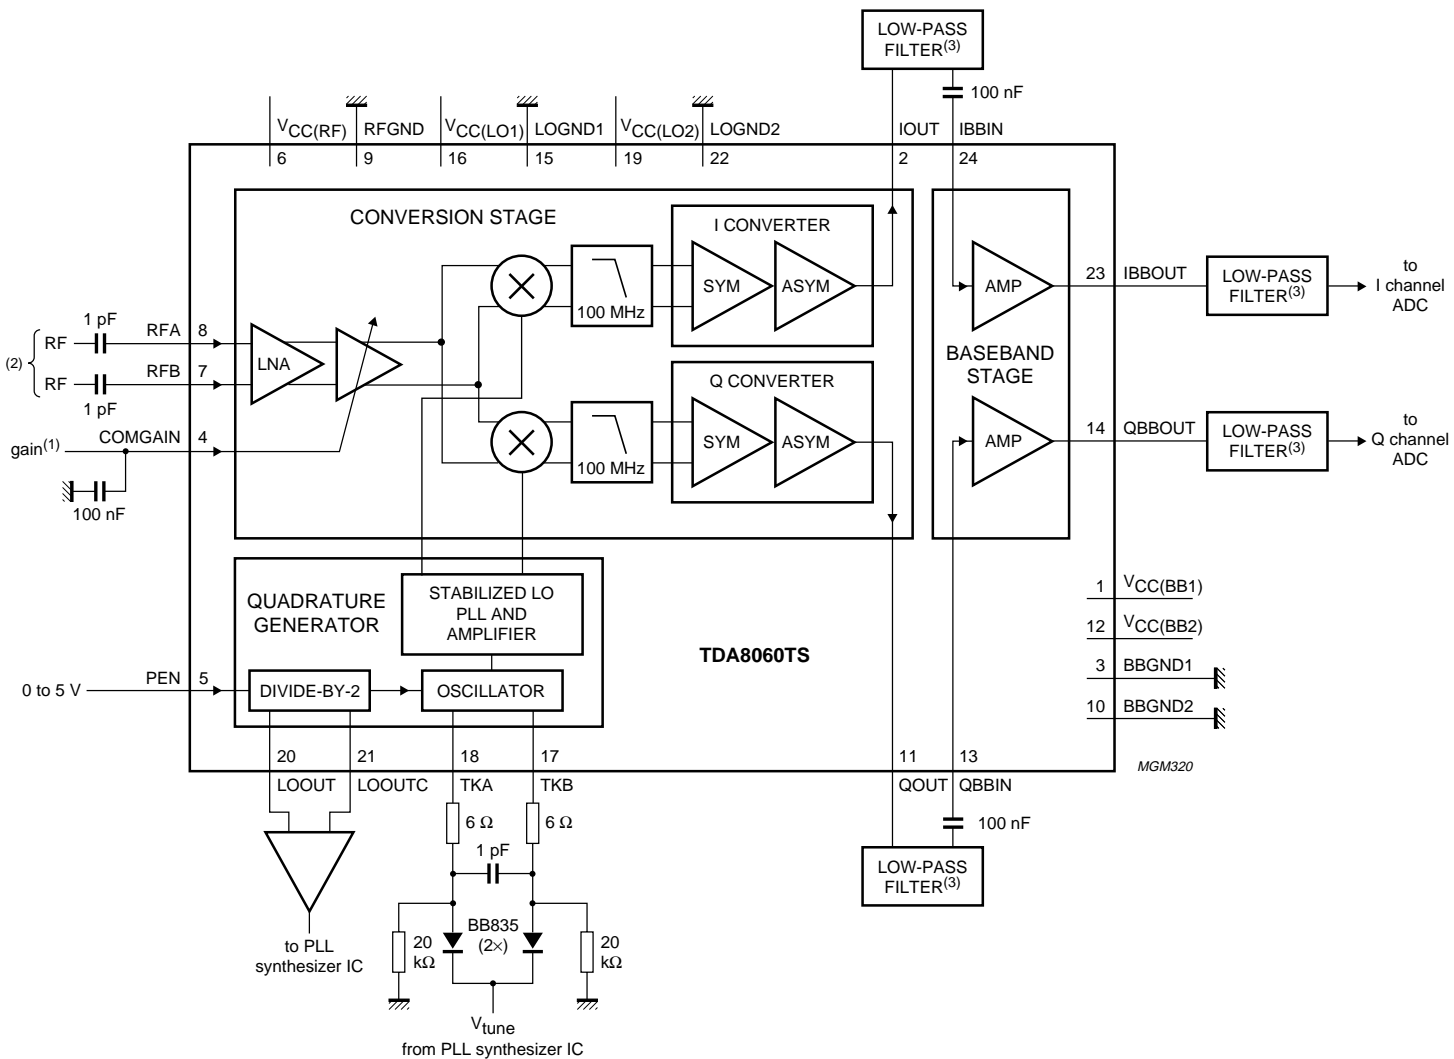 LOW-PASS
FILTER(3)
100 nF
VCC(RF)
RFGND
VCC(LO1)
LOGND1
VCC(LO2)
LOGND2
IOUT
IBBIN
6
9
16
15
19
22
2
24
CONVERSION STAGE
I CONVERTER
SYM
ASYM
100 MHz
AMP
23
IBBOUT
LOW-PASS
FILTER(3)
to
I channel
ADC
1 pF
(2)
RF
RFA
8
LNA
RF
RFB
7
1 pF
BASEBAND
STAGE
Q CONVERTER
gain(1)
COMGAIN
4
100 nF
100 MHz
SYM
ASYM
AMP
14
QBBOUT
LOW-PASS
FILTER(3)
to
Q channel
ADC
QUADRATURE
GENERATOR
STABILIZED LO
PLL AND
AMPLIFIER
1
VCC(BB1)
12
VCC(BB2)
TDA8060TS
3
BBGND1
10
BBGND2
0 to 5 V
PEN
5
DIVIDE-BY-2
OSCILLATOR
20
21
18
17
11
13
MGM320
LOOUT
LOOUTC
TKA
TKB
QOUT
QBBIN
6 Ω
6 Ω
100 nF
1 pF
LOW-PASS
FILTER(3)
to PLL
synthesizer IC
20
kΩ
BB835
(2×)
20
kΩ
Vtune
from PLL synthesizer IC